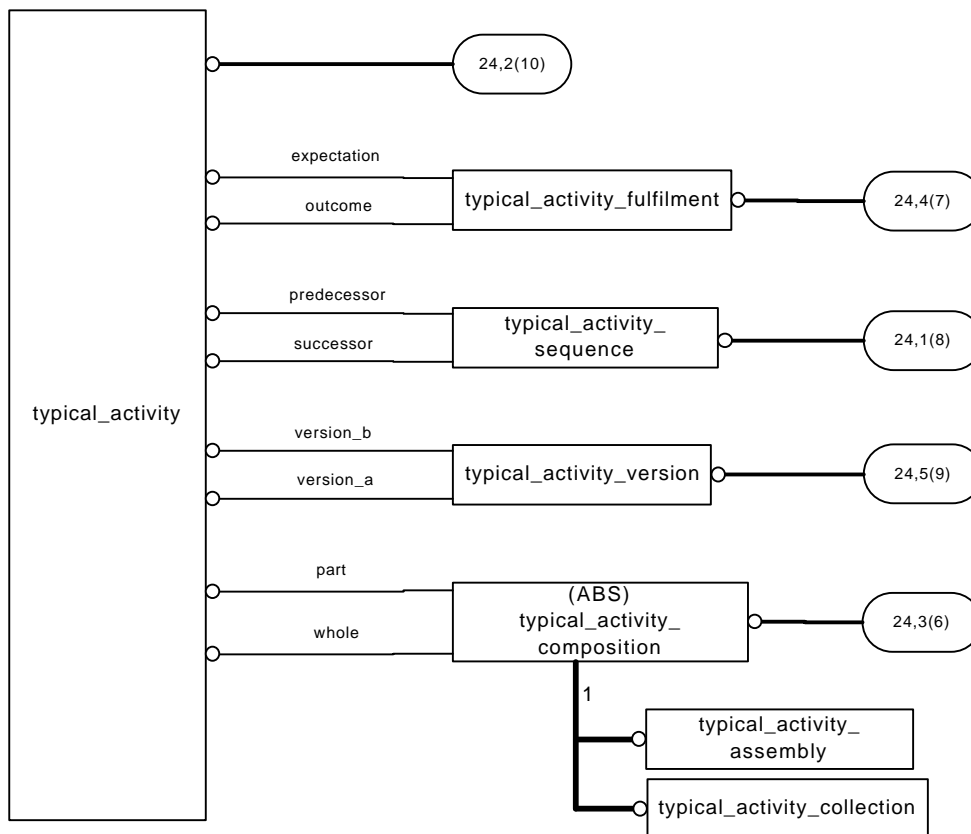 24,2(10)
expectation
typical_activity_fulfilment
24,4(7)
outcome
predecessor
typical_activity_
sequence
24,1(8)
successor
typical_activity
version_b
typical_activity_version
24,5(9)
version_a
part
(ABS)
typical_activity_
composition
24,3(6)
whole
1
typical_activity_
assembly
typical_activity_collection